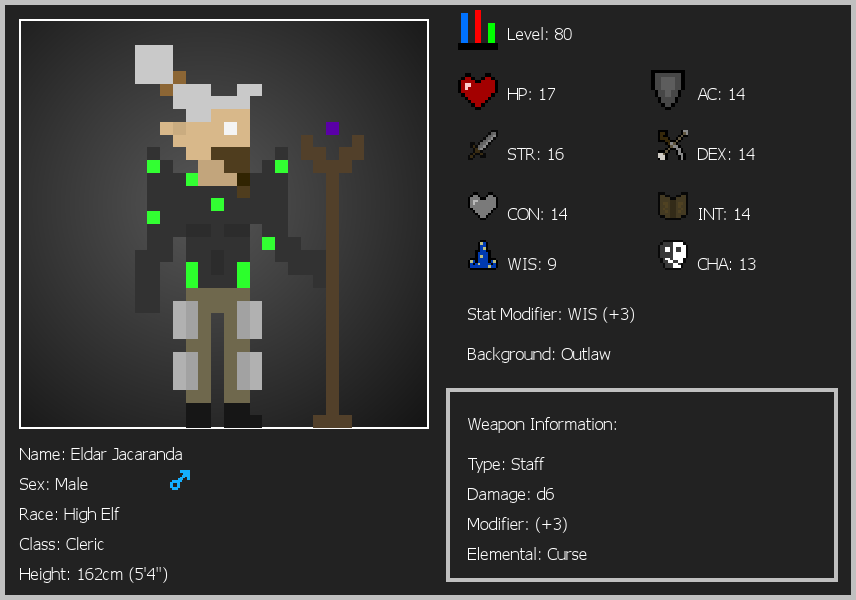 Level: 80
HP: 17
AC: 14
STR: 16
DEX: 14
CON: 14
INT: 14
WIS: 9
CHA: 13
Stat Modifier: WIS (+3)
Background: Outlaw
Weapon Information:
Type: Staff
Damage: d6
Modifier: (+3)
Elemental: Curse
Name: Eldar Jacaranda
Sex: Male
Race: High Elf
Class: Cleric
Height: 162cm (5'4")